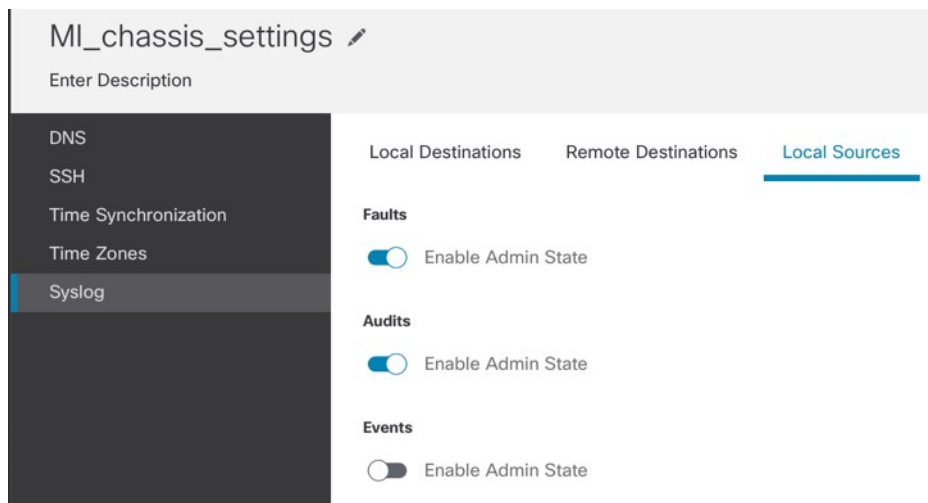 MI_chassis_settings
Enter Description
DNS
SSH
Time Synchronization
Time Zones
Syslog
Local Destinations Remote Destinations Local Sources
Faults
Enable Admin State
Audits
Enable Admin State
Events
Enable Admin State